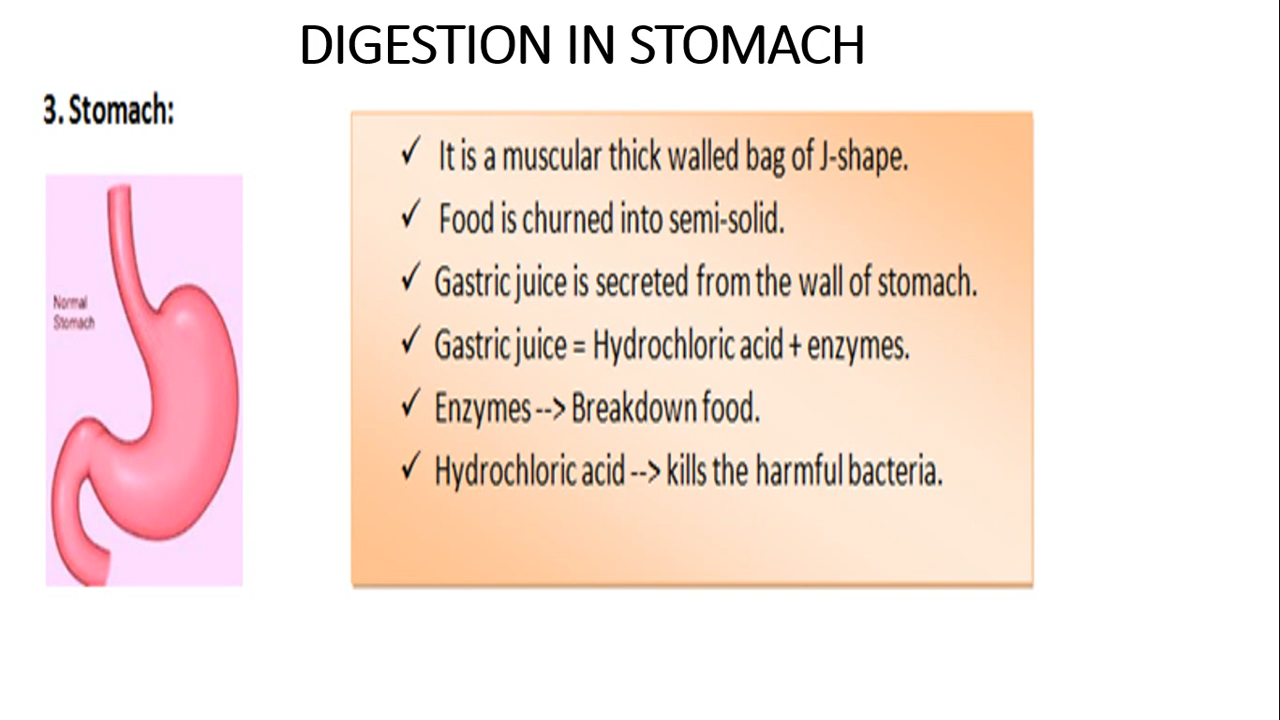 DIGESTION IN STOMACH
3. Stomach:
Normal
Stomach
✓ It is a muscular thick walled bag of J-shape.
✓ Food is churned into semi-solid.
✓ Gastric juice is secreted from the wall of stomach.
✓ Gastric juice = Hydrochloric acid + enzymes.
✓ Enzymes --> Breakdown food.
✓ Hydrochloric acid --> kills the harmful bacteria.